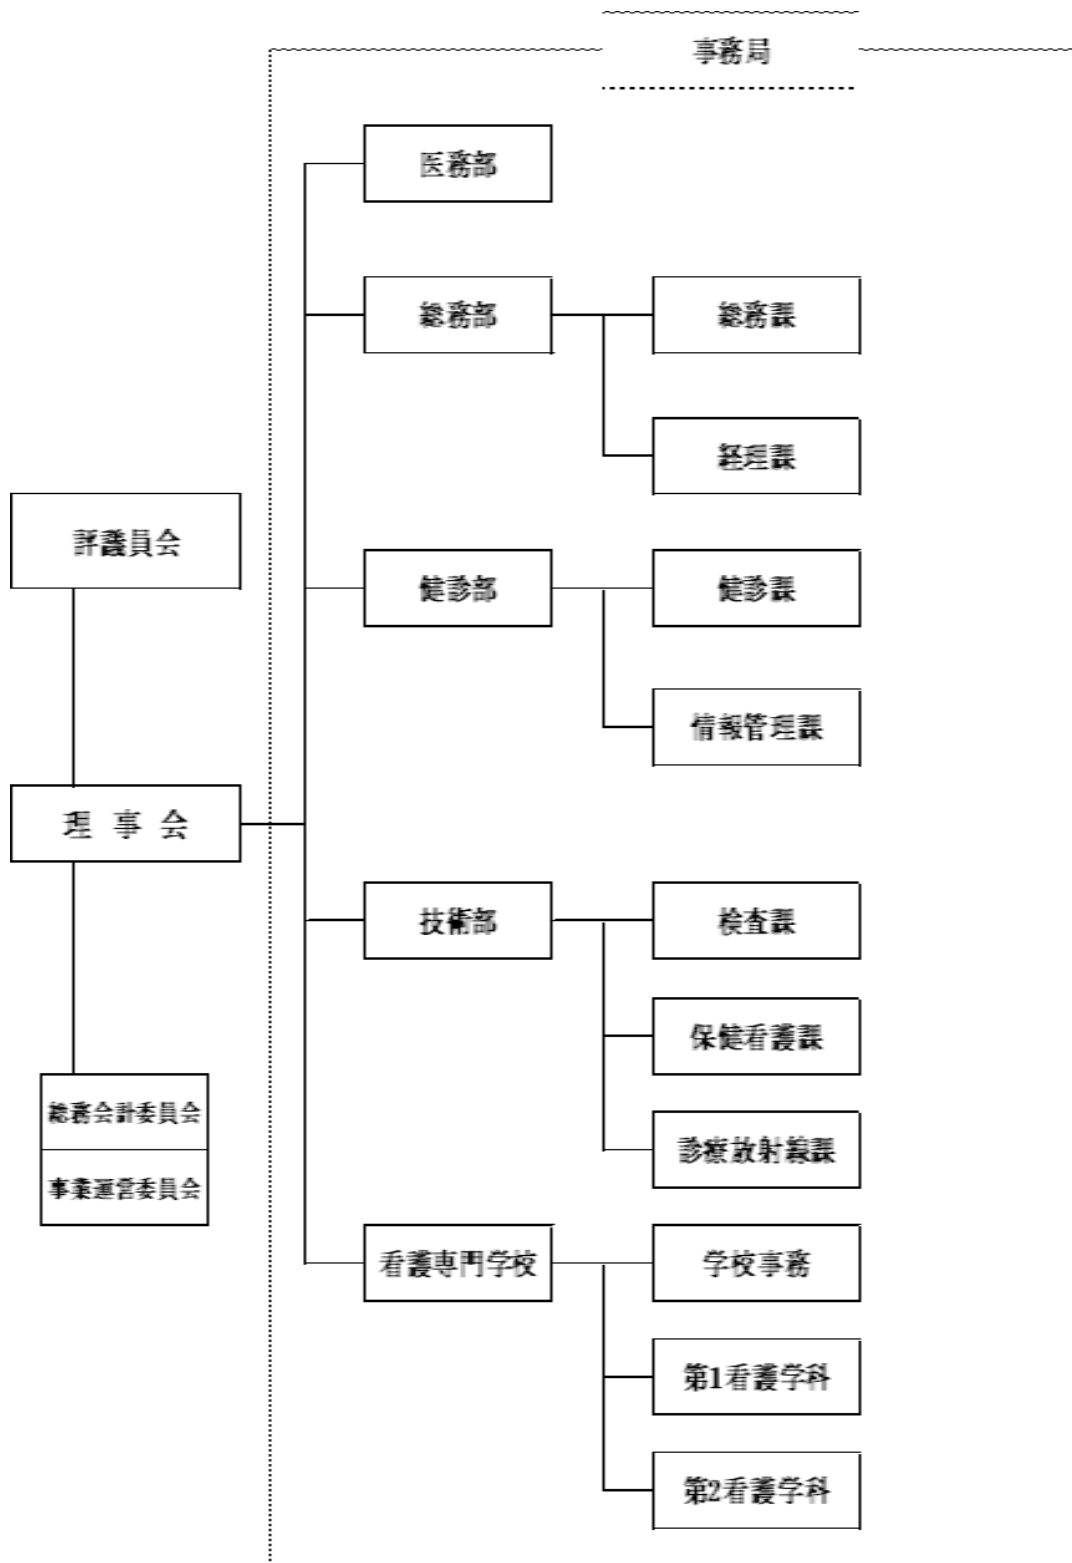 事務局
医務部
総務部
総務課
経理課
評議員会
健診部
健診課
情報管理課
理 事 会
技術部
検査課
保健看護課
総務会計委員会
診療放射線課
事業運営委員会
看護専門学校
学校事務
第1看護学科
第2看護学科